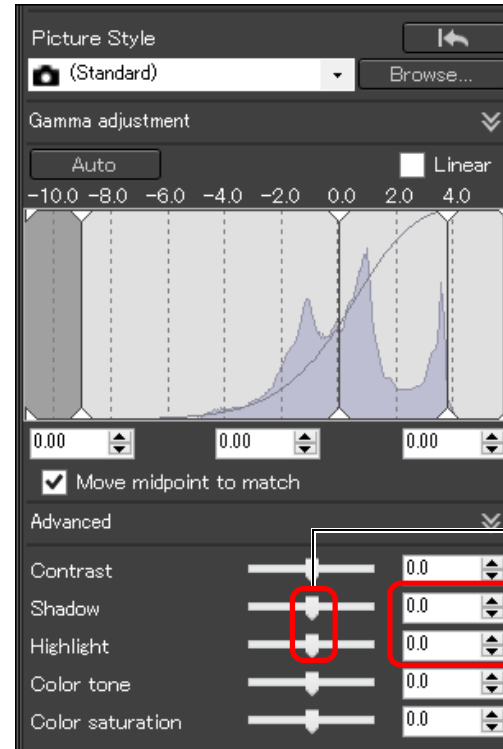 Picture Style
(Standard)
Browse...
Gamma adjustment
Auto
Linear
-10.0 -8.0 -6.0 -4.0 -2.0 0.0 2.0 4.0
0.00 0.00 0.00
Move midpoint to match
Advanced
Contrast 0.0
Shadow 0.0
Highlight 0.0
Color tone 0.0
Color saturation 0.0